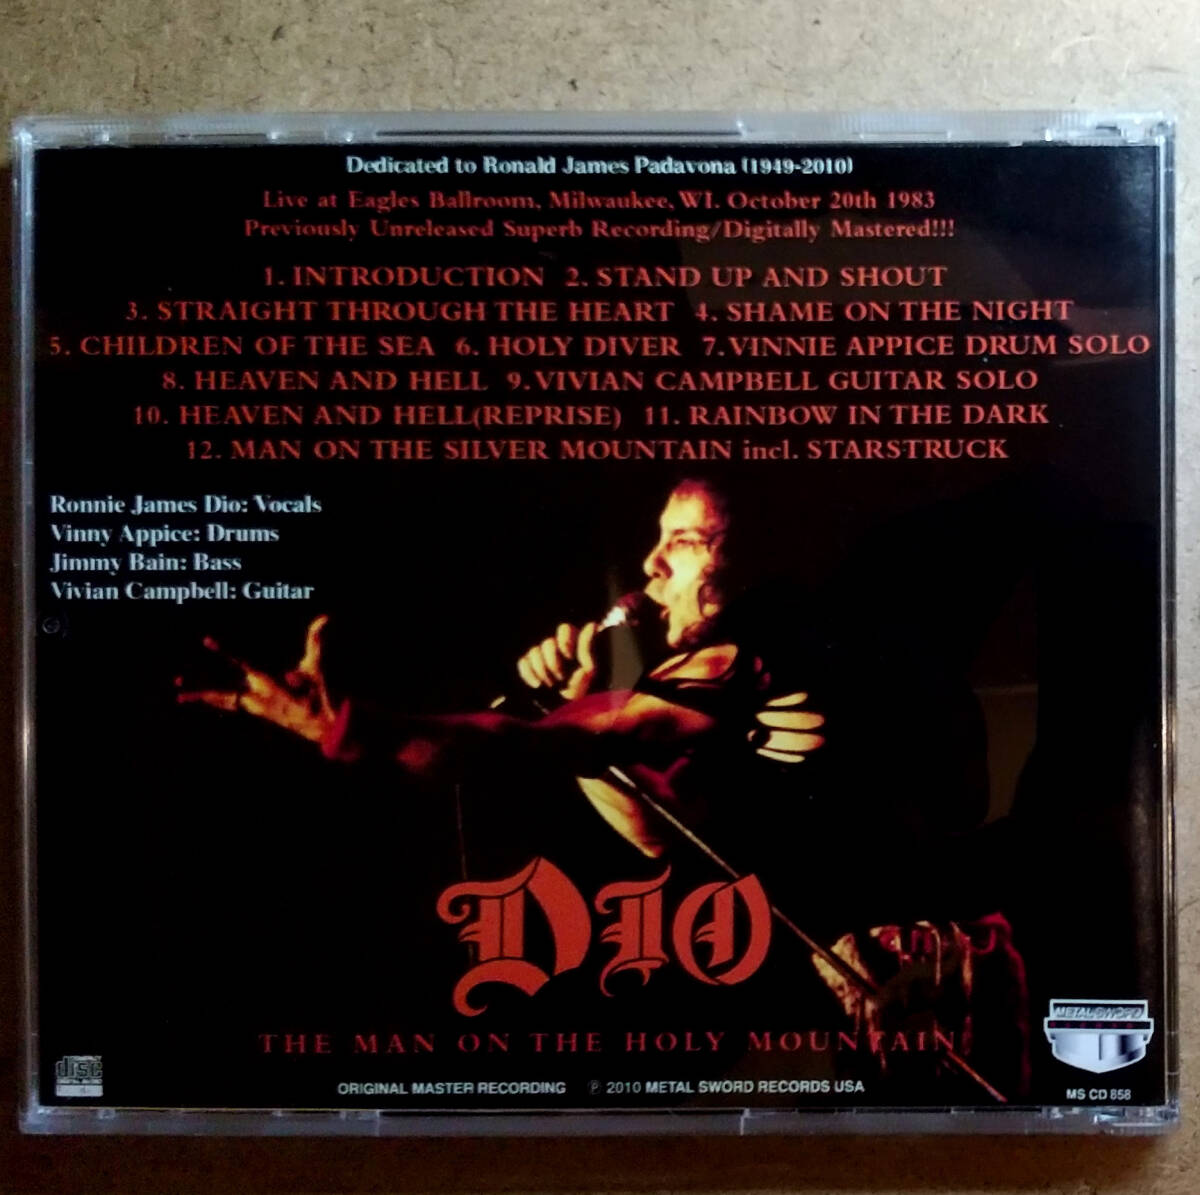 Dedicated to Ronald James Padavona (1949-2010)
Live at Eagles Ballroom, Milwaukee, WI. October 20th 1983
Previously Unreleased Superb Recording/Digitally Mastered!!!
1. INTRODUCTION 2. STAND UP AND SHOUT
3. STRAIGHT THROUGH THE HEART 4. SHAME ON THE NIGHT
5. CHILDREN OF THE SEA 6. HOLY DIVER 7. VINNIE APPICE DRUM SOLO
8. HEAVEN AND HELL 9. VIVIAN CAMPBELL GUITAR SOLO
10. HEAVEN AND HELL(REPRISE) 11. RAINBOW IN THE DARK
12. MAN ON THE SILVER MOUNTAIN incl. STARSTRUCK
Ronnie James Dio: Vocals
Vinny Appice: Drums
Jimmy Bain: Bass
Vivian Campbell: Guitar
DIO
THE MAN ON THE HOLY MOUNTAIN
METAL SWORD
disc
ORIGINAL MASTER RECORDING ℗ 2010 METAL SWORD RECORDS USA
MS CD 858